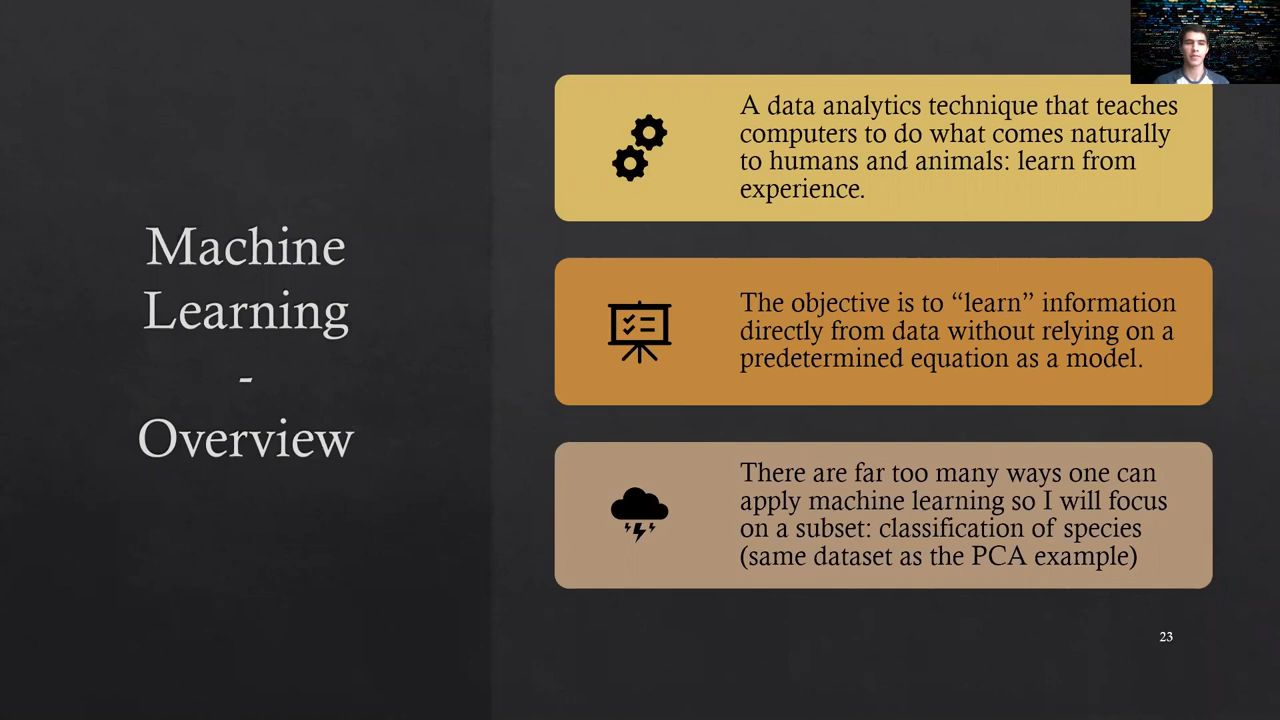 Machine
Learning
-
Overview
A data analytics technique that teaches
computers to do what comes naturally
to humans and animals: learn from
experience.
The objective is to “learn” information
directly from data without relying on a
predetermined equation as a model.
There are far too many ways one can
apply machine learning so I will focus
on a subset: classification of species
(same dataset as the PCA example)
23